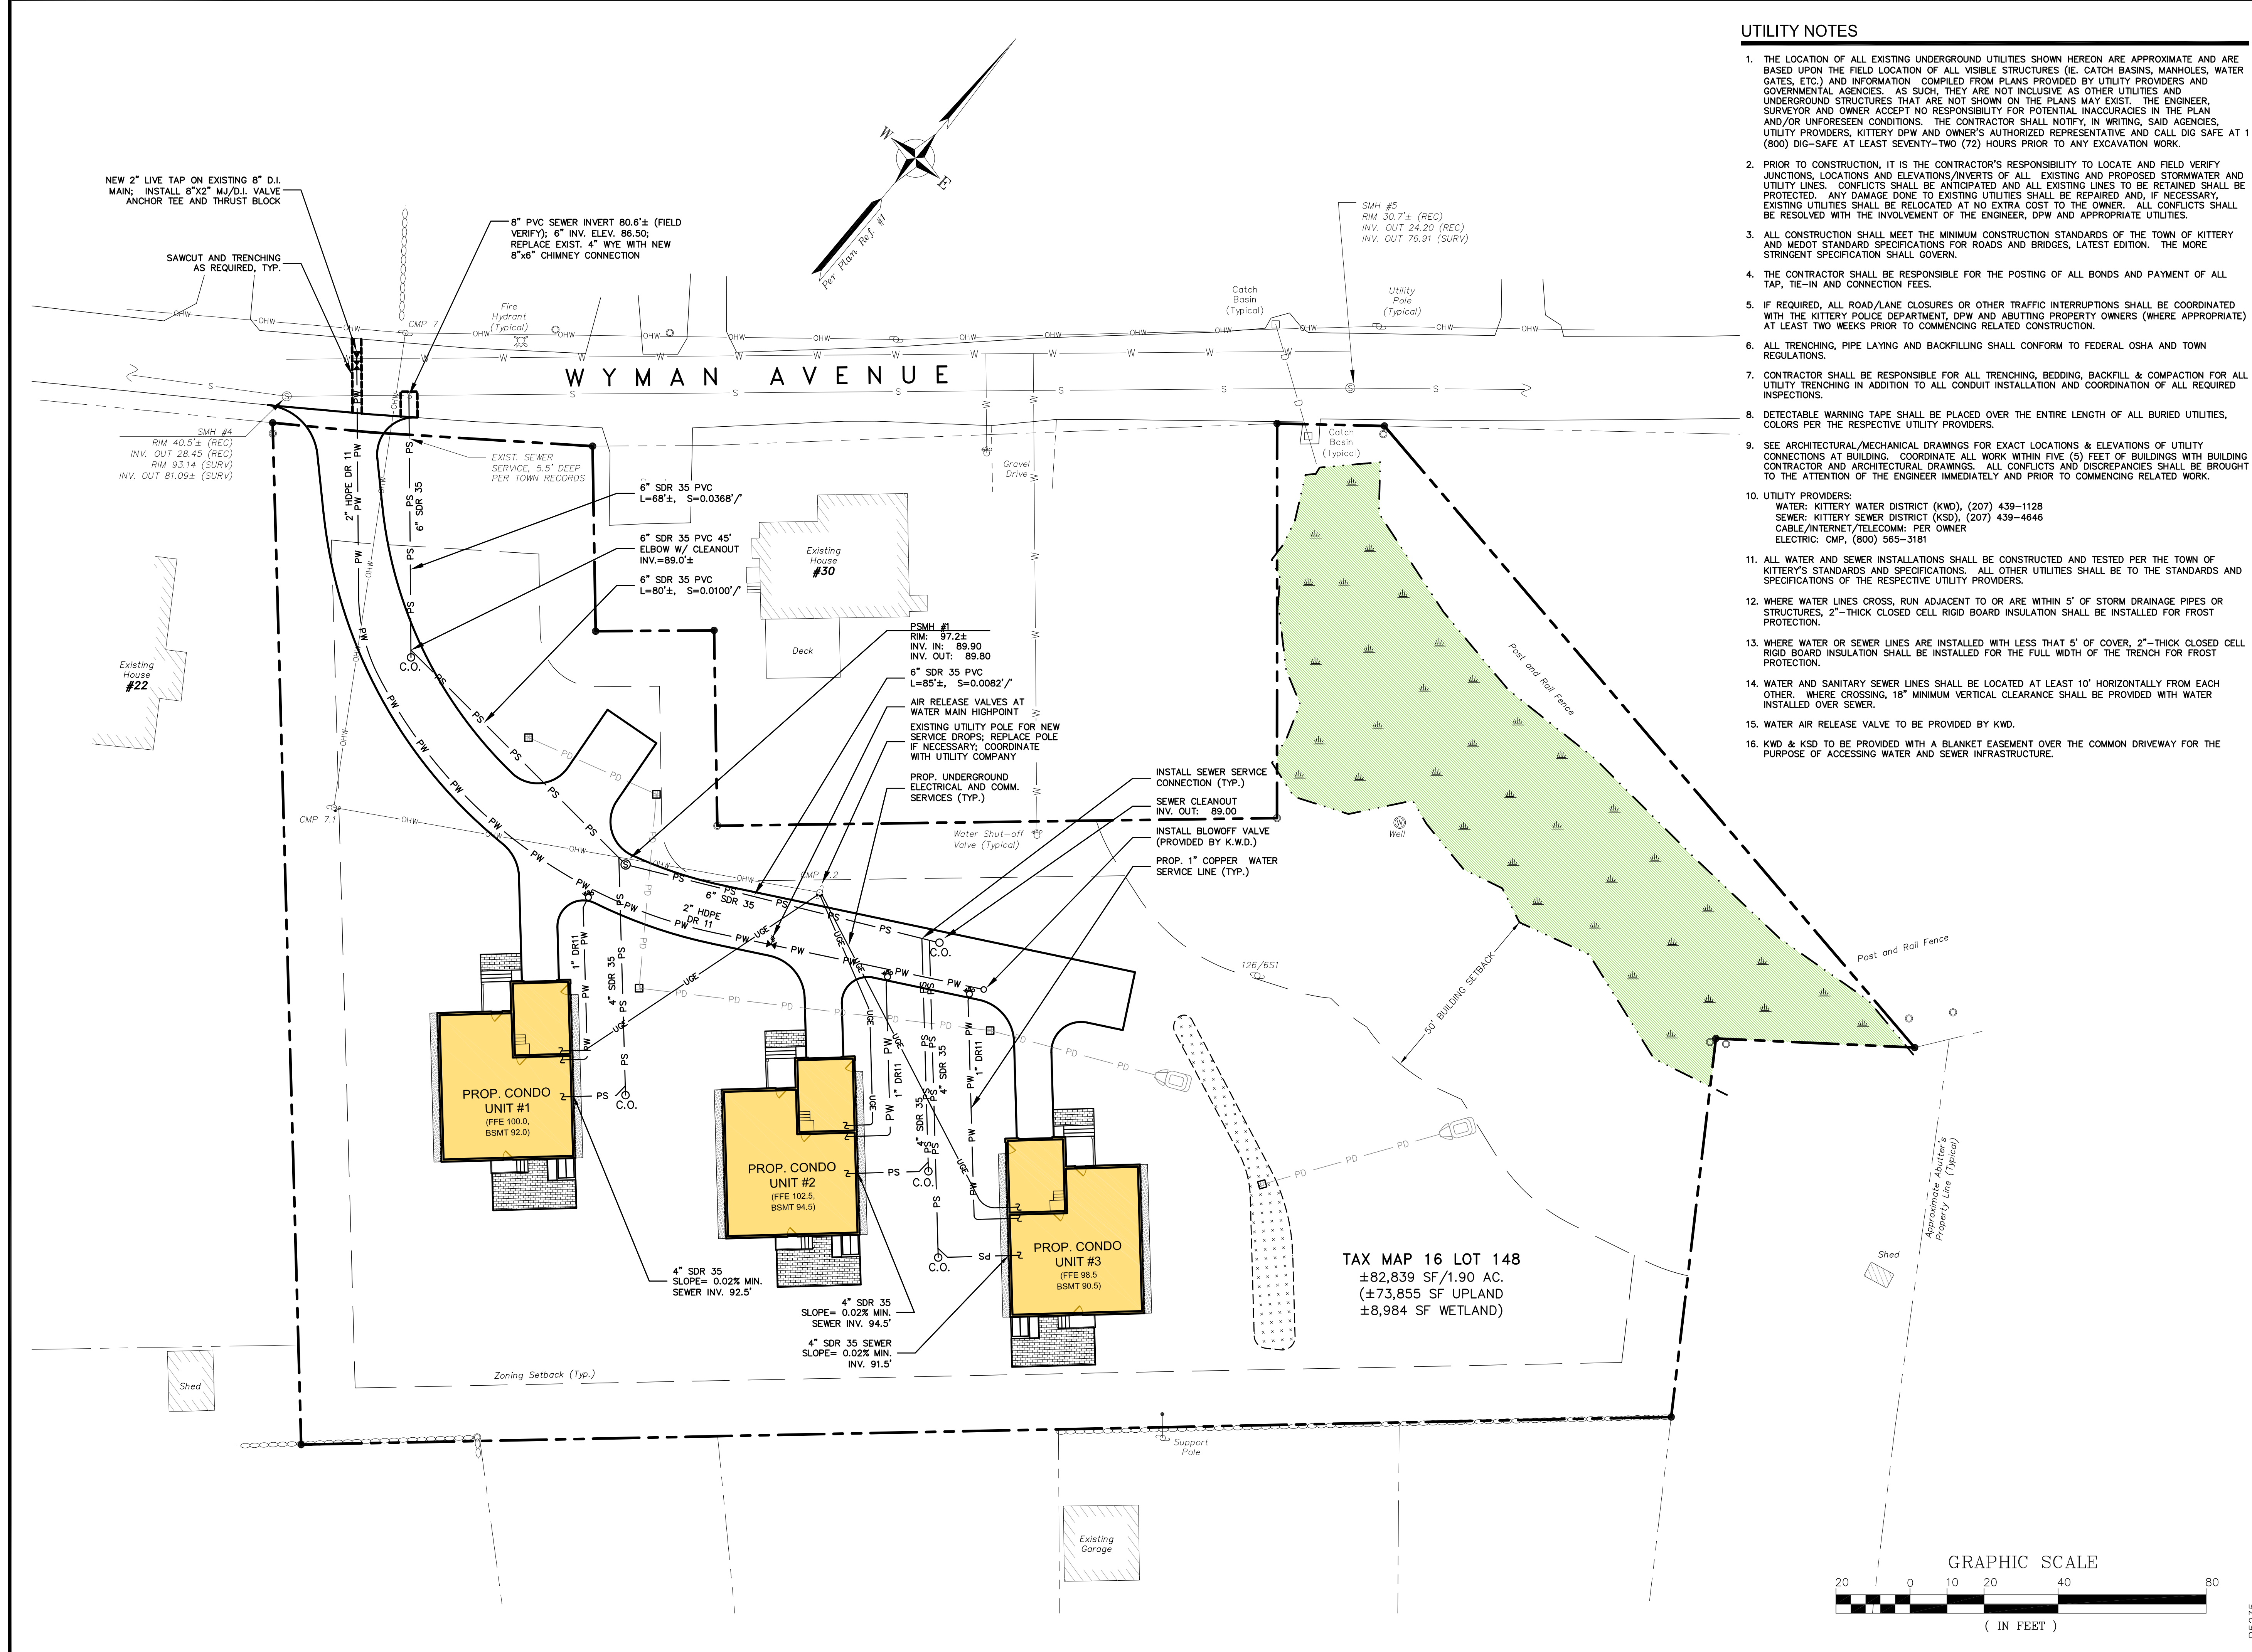 UTILITY NOTES
1. THE LOCATION OF ALL EXISTING UNDERGROUND UTILITIES SHOWN HEREON ARE APPROXIMATE AND ARE
BASED UPON THE FIELD LOCATION OF ALL VISIBLE STRUCTURES (IE. CATCH BASINS, MANHOLES, WATER
GATES, ETC.) AND INFORMATION COMPILED FROM PLANS PROVIDED BY UTILITY PROVIDERS AND
GOVERNMENTAL AGENCIES. AS SUCH, THEY ARE NOT INCLUSIVE AS OTHER UTILITIES AND
UNDERGROUND STRUCTURES THAT ARE NOT SHOWN ON THE PLANS MAY EXIST. THE ENGINEER,
SURVEYOR AND OWNER ACCEPT NO RESPONSIBILITY FOR POTENTIAL INACCURACIES IN THE PLAN
AND/OR UNFORESEEN CONDITIONS. THE CONTRACTOR SHALL NOTIFY, IN WRITING, SAID AGENCIES,
UTILITY PROVIDERS, KITTERY DPW AND OWNER'S AUTHORIZED REPRESENTATIVE AND CALL DIG SAFE AT 1
(800) DIG-SAFE AT LEAST SEVENTY-TWO (72) HOURS PRIOR TO ANY EXCAVATION WORK.
2. PRIOR TO CONSTRUCTION, IT IS THE CONTRACTOR'S RESPONSIBILITY TO LOCATE AND FIELD VERIFY
JUNCTIONS, LOCATIONS AND ELEVATIONS/INVERTS OF ALL EXISTING AND PROPOSED STORMWATER AND
UTILITY LINES. CONFLICTS SHALL BE ANTICIPATED AND ALL EXISTING LINES TO BE RETAINED SHALL BE
PROTECTED. ANY DAMAGE DONE TO EXISTING UTILITIES SHALL BE REPAIRED AND, IF NECESSARY,
EXISTING UTILITIES SHALL BE RELOCATED AT NO EXTRA COST TO THE OWNER. ALL CONFLICTS SHALL
BE RESOLVED WITH THE INVOLVEMENT OF THE ENGINEER, DPW AND APPROPRIATE UTILITIES.
3. ALL CONSTRUCTION SHALL MEET THE MINIMUM CONSTRUCTION STANDARDS OF THE TOWN OF KITTERY
AND MEDOT STANDARD SPECIFICATIONS FOR ROADS AND BRIDGES, LATEST EDITION. THE MORE
STRINGENT SPECIFICATION SHALL GOVERN.
4. THE CONTRACTOR SHALL BE RESPONSIBLE FOR THE POSTING OF ALL BONDS AND PAYMENT OF ALL
TAP, TIE-IN AND CONNECTION FEES.
5. IF REQUIRED, ALL ROAD/LANE CLOSURES OR OTHER TRAFFIC INTERRUPTIONS SHALL BE COORDINATED
WITH THE KITTERY POLICE DEPARTMENT, DPW AND ABUTTING PROPERTY OWNERS (WHERE APPROPRIATE)
AT LEAST TWO WEEKS PRIOR TO COMMENCING RELATED CONSTRUCTION.
6. ALL TRENCHING, PIPE LAYING AND BACKFILLING SHALL CONFORM TO FEDERAL OSHA AND TOWN
REGULATIONS.
7. CONTRACTOR SHALL BE RESPONSIBLE FOR ALL TRENCHING, BEDDING, BACKFILL & COMPACTION FOR ALL
UTILITY TRENCHING IN ADDITION TO ALL CONDUIT INSTALLATION AND COORDINATION OF ALL REQUIRED
INSPECTIONS.
8. DETECTABLE WARNING TAPE SHALL BE PLACED OVER THE ENTIRE LENGTH OF ALL BURIED UTILITIES,
COLORS PER THE RESPECTIVE UTILITY PROVIDERS.
9. SEE ARCHITECTURAL/MECHANICAL DRAWINGS FOR EXACT LOCATIONS & ELEVATIONS OF UTILITY
CONNECTIONS AT BUILDING. COORDINATE ALL WORK WITHIN FIVE (5) FEET OF BUILDINGS WITH BUILDING
CONTRACTOR AND ARCHITECTURAL DRAWINGS. ALL CONFLICTS AND DISCREPANCIES SHALL BE BROUGHT
TO THE ATTENTION OF THE ENGINEER IMMEDIATELY AND PRIOR TO COMMENCING RELATED WORK.
10. UTILITY PROVIDERS:
WATER: KITTERY WATER DISTRICT (KWD), (207) 439-1128
SEWER: KITTERY SEWER DISTRICT (KSD), (207) 439-4646
CABLE/INTERNET/TELECOMM: PER OWNER
ELECTRIC: CMP, (800) 565-3181
11. ALL WATER AND SEWER INSTALLATIONS SHALL BE CONSTRUCTED AND TESTED PER THE TOWN OF
KITTERY'S STANDARDS AND SPECIFICATIONS. ALL OTHER UTILITIES SHALL BE TO THE STANDARDS AND
SPECIFICATIONS OF THE RESPECTIVE UTILITY PROVIDERS.
12. WHERE WATER LINES CROSS, RUN ADJACENT TO OR ARE WITHIN 5' OF STORM DRAINAGE PIPES OR
STRUCTURES, 2"-THICK CLOSED CELL RIGID BOARD INSULATION SHALL BE INSTALLED FOR FROST
PROTECTION.
13. WHERE WATER OR SEWER LINES ARE INSTALLED WITH LESS THAT 5' OF COVER, 2"-THICK CLOSED CELL
RIGID BOARD INSULATION SHALL BE INSTALLED FOR THE FULL WIDTH OF THE TRENCH FOR FROST
PROTECTION.
14. WATER AND SANITARY SEWER LINES SHALL BE LOCATED AT LEAST 10' HORIZONTALLY FROM EACH
OTHER. WHERE CROSSING, 18" MINIMUM VERTICAL CLEARANCE SHALL BE PROVIDED WITH WATER
INSTALLED OVER SEWER.
15. WATER AIR RELEASE VALVE TO BE PROVIDED BY KWD.
16. KWD & KSD TO BE PROVIDED WITH A BLANKET EASEMENT OVER THE COMMON DRIVEWAY FOR THE
PURPOSE OF ACCESSING WATER AND SEWER INFRASTRUCTURE.
W
E
Per Plan Ref. #1
NEW 2" LIVE TAP ON EXISTING 8" D.I.
MAIN; INSTALL 8"X2" MJ/D.I. VALVE
ANCHOR TEE AND THRUST BLOCK
SAWCUT AND TRENCHING
AS REQUIRED, TYP.
8" PVC SEWER INVERT 80.6'± (FIELD
VERIFY); 6" INV. ELEV. 86.50;
REPLACE EXIST. 4" WYE WITH NEW
8"x6" CHIMNEY CONNECTION
SMH #5
RIM 30.7'± (REC)
INV. OUT 24.20 (REC)
INV. OUT 76.91 (SURV)
CMP 7
Fire
Hydrant
(Typical)
Catch
Basin
(Typical)
Utility
Pole
(Typical)
WYMAN AVENUE
SMH #4
RIM 40.5'± (REC)
INV. OUT 28.45 (REC)
RIM 93.14 (SURV)
INV. OUT 81.09± (SURV)
EXIST. SEWER
SERVICE, 5.5' DEEP
PER TOWN RECORDS
2" HDPE DR 11
6" SDR 35
Gravel
Drive
Catch
Basin
(Typical)
6" SDR 35 PVC
L=68'±, S=0.0368'/'
6" SDR 35 PVC 45'
ELBOW W/ CLEANOUT
INV.=89.0'±
6" SDR 35 PVC
L=80'±, S=0.0100'/'
Existing
House
#30
Deck
Existing
House
#22
C.O.
PSMH #1
RIM: 97.2±
INV. IN: 89.90
INV. OUT: 89.80
6" SDR 35 PVC
L=85'±, S=0.0082'/'
AIR RELEASE VALVES AT
WATER MAIN HIGHPOINT
EXISTING UTILITY POLE FOR NEW
SERVICE DROPS; REPLACE POLE
IF NECESSARY; COORDINATE
WITH UTILITY COMPANY
PROP. UNDERGROUND
ELECTRICAL AND COMM.
SERVICES (TYP.)
Post and Rail Fence
INSTALL SEWER SERVICE
CONNECTION (TYP.)
SEWER CLEANOUT
INV. OUT: 89.00
INSTALL BLOWOFF VALVE
(PROVIDED BY K.W.D.)
PROP. 1" COPPER WATER
SERVICE LINE (TYP.)
CMP 7.1
Water Shut-off
Valve (Typical)
Well
6" SDR 35
2" HDPE
DR 11
C.O.
126/6S1
50' BUILDING SETBACK
Post and Rail Fence
1" DR11
4" SDR 35
1" DR11
4" SDR 35
4" SDR 35
1" DR11
PROP. CONDO
UNIT #1
(FFE 100.0,
BSMT 92.0)
C.O.
PROP. CONDO
UNIT #2
(FFE 102.5,
BSMT 94.5)
C.O.
PROP. CONDO
UNIT #3
(FFE 98.5
BSMT 90.5)
C.O.
4" SDR 35
SLOPE= 0.02% MIN.
SEWER INV. 92.5'
4" SDR 35
SLOPE= 0.02% MIN.
SEWER INV. 94.5'
4" SDR 35 SEWER
SLOPE= 0.02% MIN.
INV. 91.5'
TAX MAP 16 LOT 148
±82,839 SF/1.90 AC.
(±73,855 SF UPLAND
±8,984 SF WETLAND)
Approximate Abutter's
Property Line (Typical)
Shed
Shed
Zoning Setback (Typ.)
Support
Pole
Existing
Garage
GRAPHIC SCALE
20 0 10 20 40 80
( IN FEET )